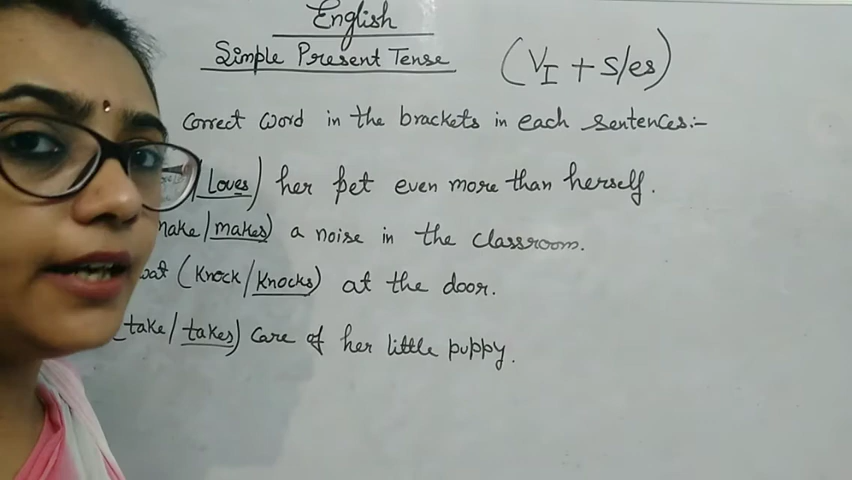 English
Simple Present Tense (VI + s/es)
correct word in the brackets in each sentences:-
/Loves) her pet even more than herself.
make/makes) a noise in the classroom.
(knock/knocks) at the door.
take/takes) care of her little puppy.